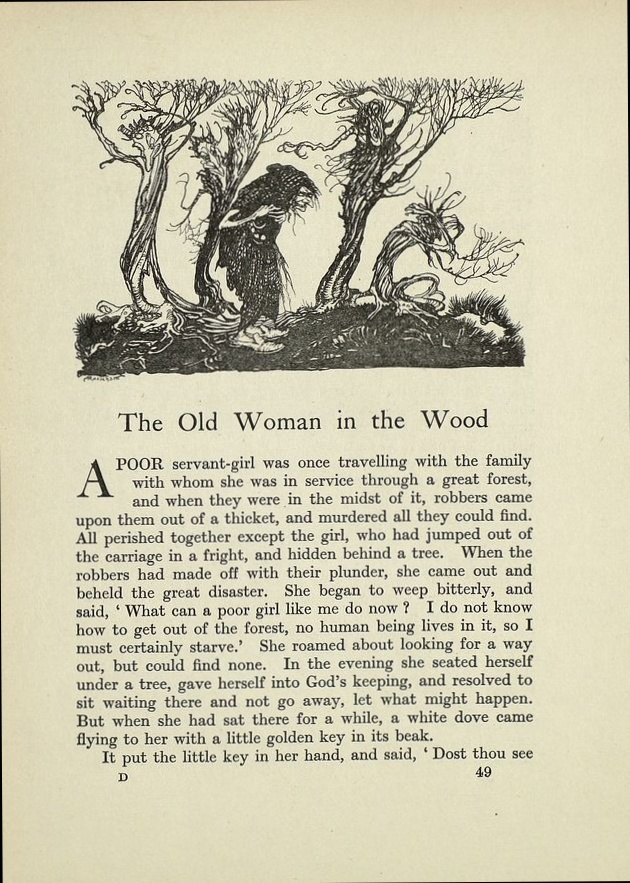 The Old Woman in the Wood
A POOR servant-girl was once travelling with the family
with whom she was in service through a great forest,
and when they were in the midst of it, robbers came
upon them out of a thicket, and murdered all they could find.
All perished together except the girl, who had jumped out of
the carriage in a fright, and hidden behind a tree. When the
robbers had made off with their plunder, she came out and
beheld the great disaster. She began to weep bitterly, and
said, ‘ What can a poor girl like me do now ? I do not know
how to get out of the forest, no human being lives in it, so I
must certainly starve.’ She roamed about looking for a way
out, but could find none. In the evening she seated herself
under a tree, gave herself into God’s keeping, and resolved to
sit waiting there and not go away, let what might happen.
But when she had sat there for a while, a white dove came
flying to her with a little golden key in its beak.
It put the little key in her hand, and said, ‘ Dost thou see
D 49